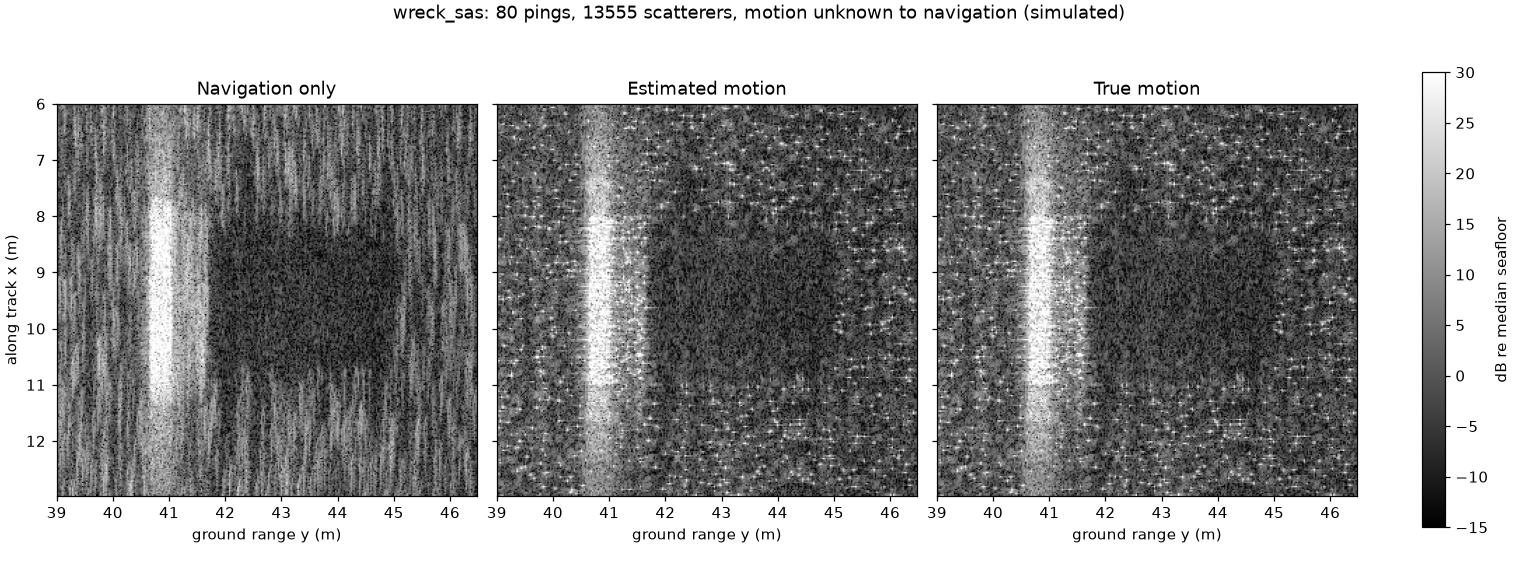 wreck_sas: 80 pings, 13555 scatterers, motion unknown to navigation (simulated)
Navigation only
Estimated motion
True motion
along track x (m)
6
7
8
9
10
11
12
39 40 41 42 43 44 45 46
39 40 41 42 43 44 45 46
39 40 41 42 43 44 45 46
ground range y (m)
ground range y (m)
ground range y (m)
30
25
20
15
10
5
0
−5
−10
−15
dB re median seafloor